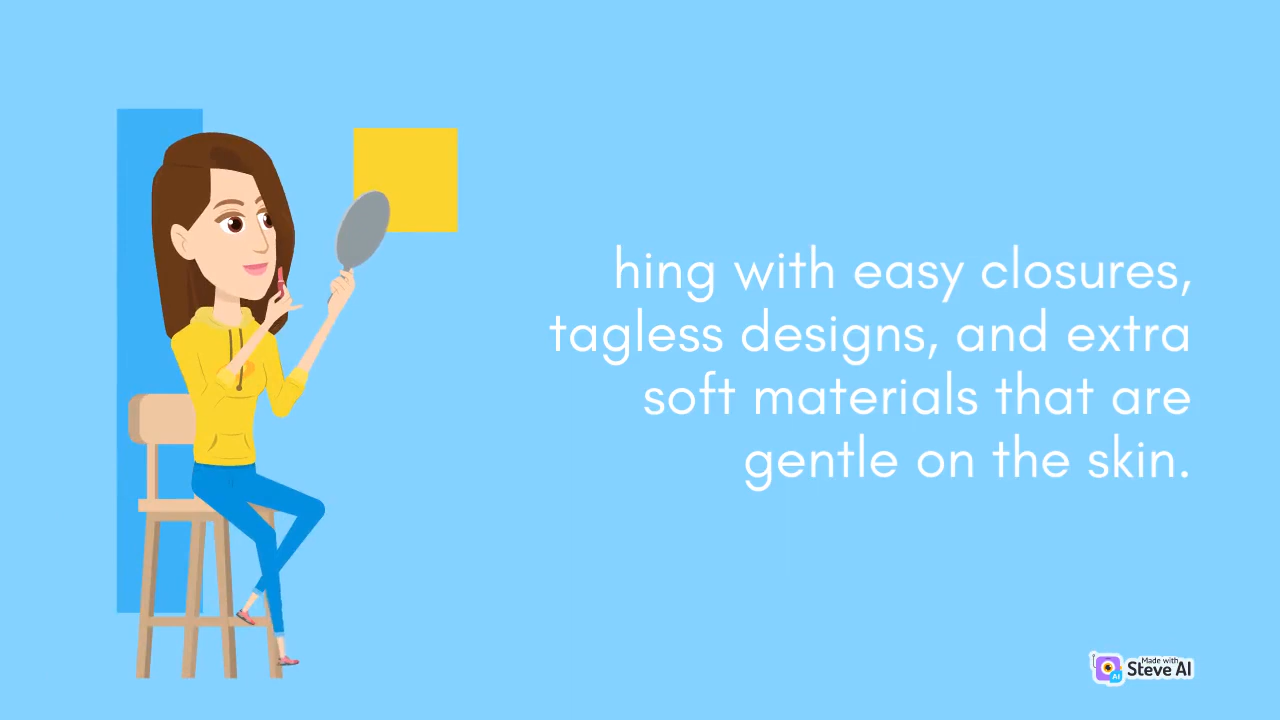 hing with easy closures,
tagless designs, and extra
soft materials that are
gentle on the skin.
Made with
Steve AI
AI